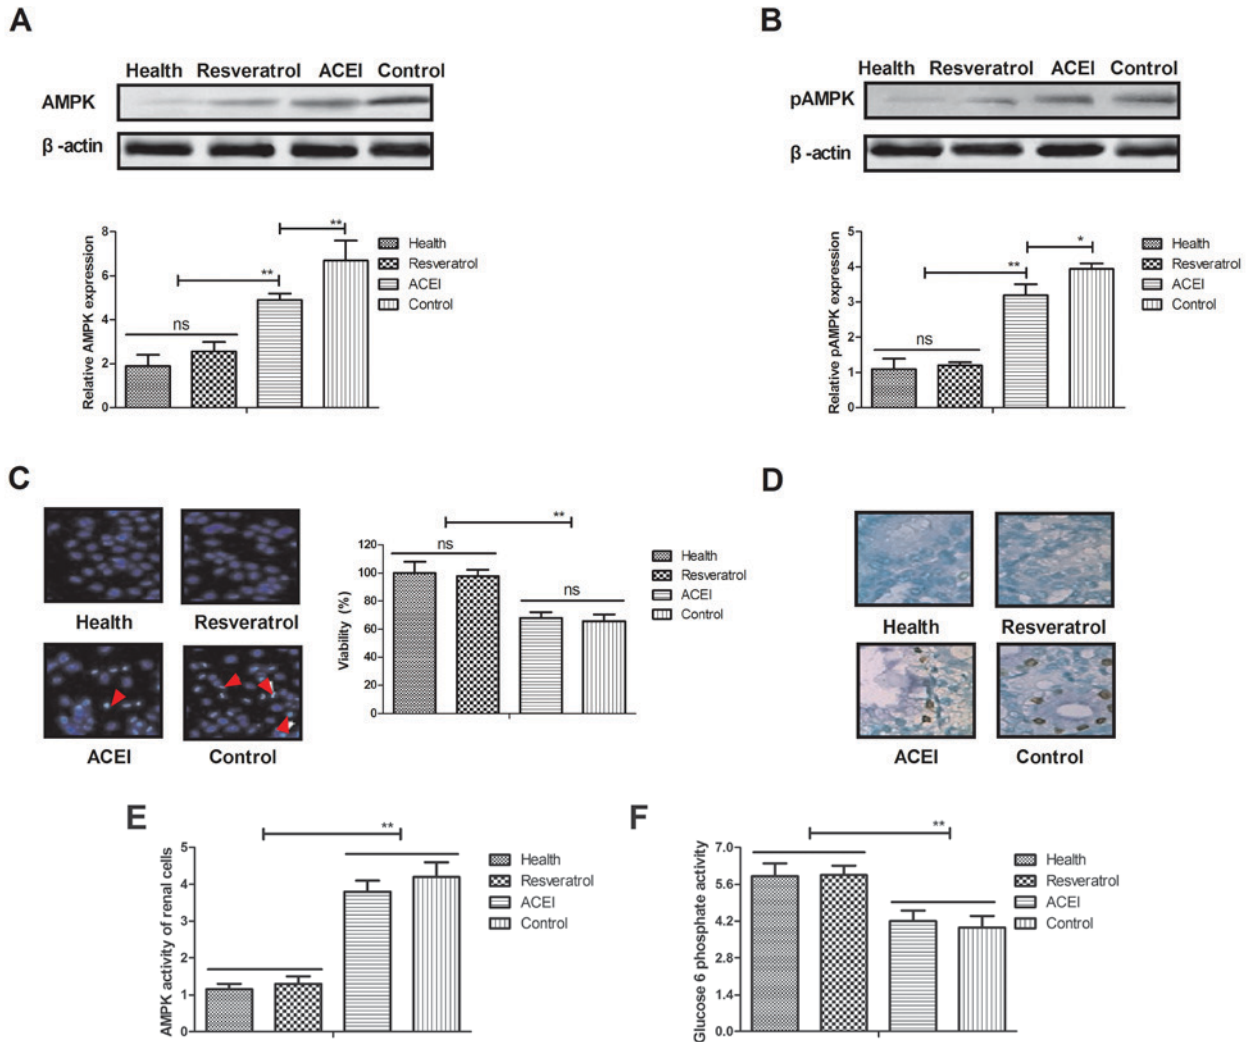 A
Health Resveratrol ACEI Control
AMPK
β -actin
Relative AMPK expression
8
6
4
2
0
ns
**
**
Health
Resveratrol
ACEI
Control
B
Health Resveratrol ACEI Control
pAMPK
β -actin
Relative pAMPK expression
5
4
3
2
1
0
ns
**
*
Health
Resveratrol
ACEI
Control
C
Health Resveratrol
ACEI Control
Viability (%)
120
100
80
60
40
20
0
ns
**
ns
Health
Resveratrol
ACEI
Control
D
Health Resveratrol
ACEI Control
E
AMPK activity of renal cells
5
4
3
2
1
0
**
Health
Resveratrol
ACEI
Control
F
Glucose 6 phosphate activity
7.0
5.6
4.2
2.8
1.4
0.0
**
Health
Resveratrol
ACEI
Control